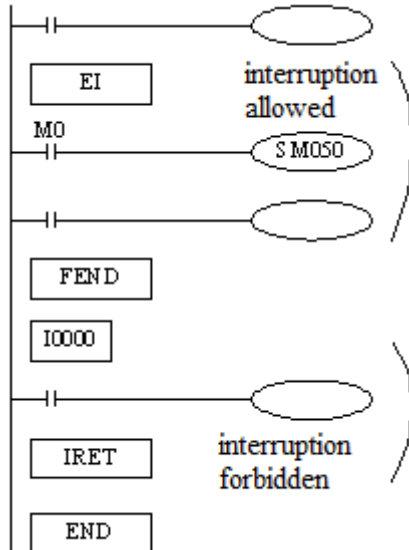 EI
interruption
allowed
M0
SM050
FEND
I0000
interruption
forbidden
IRET
END